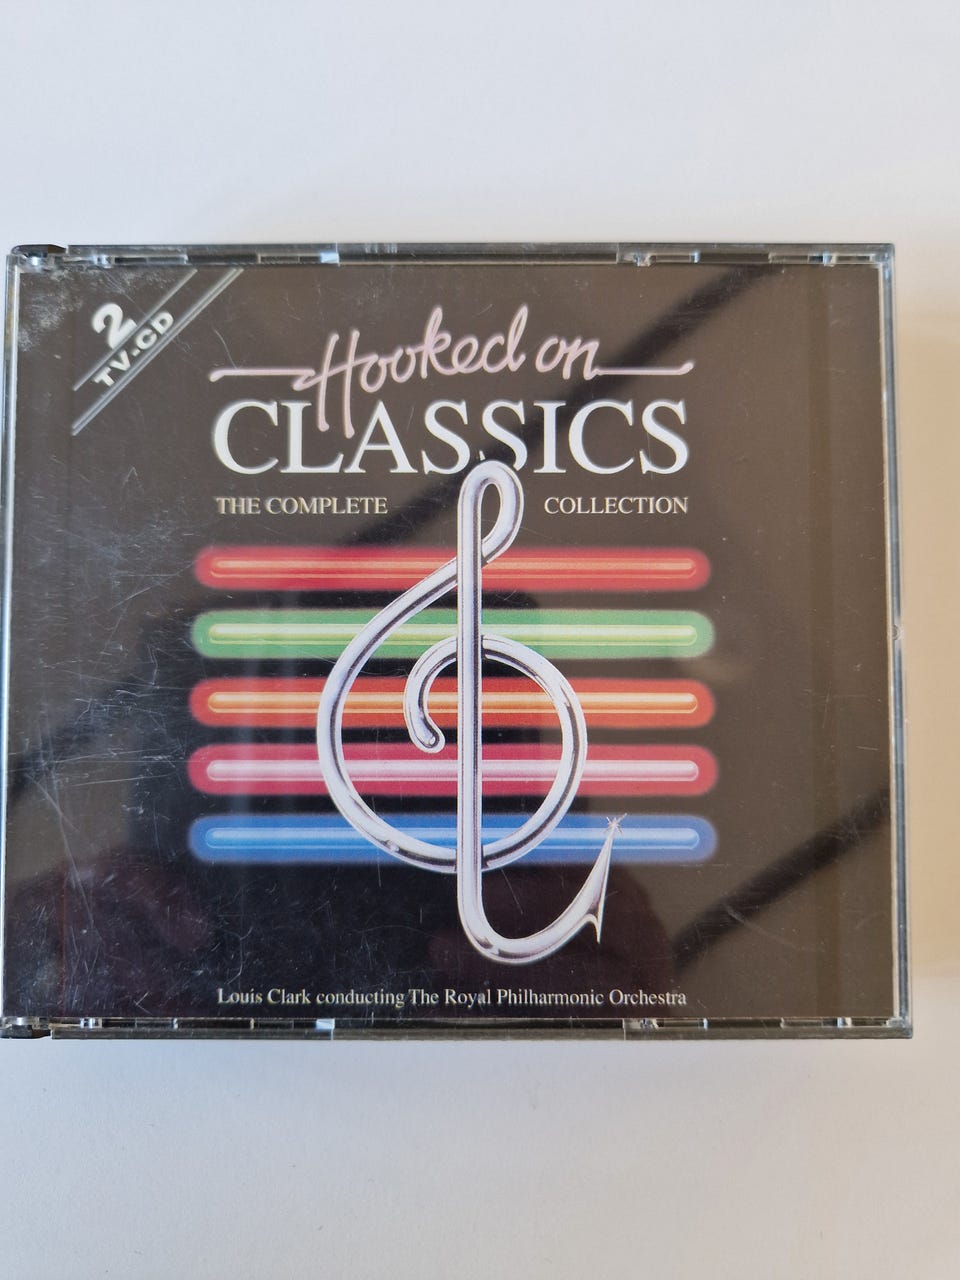 2
TV-CD
Hooked on
CLASSICS
THE COMPLETE COLLECTION
Louis Clark conducting The Royal Philharmonic Orchestra